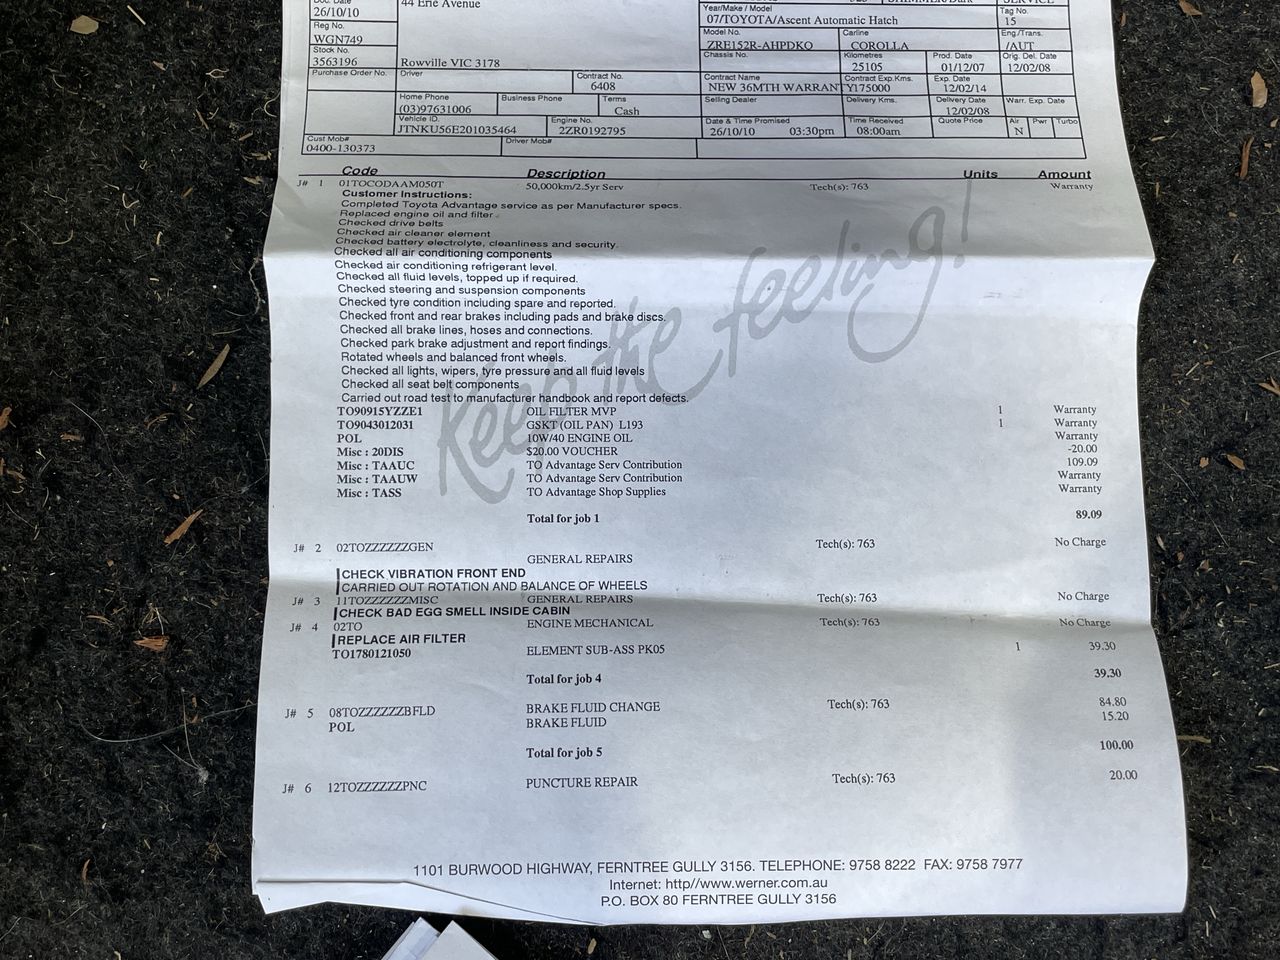 Doc. Date
26/10/10
44 Erie Avenue
Year/Make / Model
SERVICE
07/TOYOTA/Ascent Automatic Hatch
Tag No.
15
Reg No.
WGN749
Model No.
ZRE152R-AHPDKO
Carline
COROLLA
Eng/Trans.
/AUT
Stock No.
3563196
Rowville VIC 3178
Chassis No.
Kilometres
25105
Prod. Date
01/12/07
Orig. Del. Date
12/02/08
Purchase Order No.
Driver
Contract No.
6408
Contract Name
NEW 36MTH WARRANTY
Contract Exp.Kms.
175000
Exp. Date
12/02/14
Home Phone
(03)97631006
Business Phone
Terms
Cash
Selling Dealer
Delivery Kms.
Delivery Date
12/02/08
Warr. Exp. Date
Vehicle ID.
JTNKU56E201035464
Engine No.
2ZR0192795
Date & Time Promised
26/10/10 03:30pm
Time Received
08:00am
Quote Price
Air
N
Pwr
Turbo
Cust Mob#
0400-130373
Driver Mob#
Code Description Units Amount
J# 1 01TOCODAAM050T 50,000km/2.5yr Serv Tech(s): 763 Warranty
Customer Instructions:
Completed Toyota Advantage service as per Manufacturer specs.
Replaced engine oil and filter
Checked drive belts
Checked air cleaner element
Checked battery electrolyte, cleanliness and security.
Checked all air conditioning components
Checked air conditioning refrigerant level.
Checked all fluid levels, topped up if required.
Checked steering and suspension components
Checked tyre condition including spare and reported.
Checked front and rear brakes including pads and brake discs.
Checked all brake lines, hoses and connections.
Checked park brake adjustment and report findings.
Rotated wheels and balanced front wheels.
Checked all lights, wipers, tyre pressure and all fluid levels
Checked all seat belt components
Carried out road test to manufacturer handbook and report defects.
Keep the feeling!
TO90915YZZE1 OIL FILTER MVP 1 Warranty
TO9043012031 GSKT (OIL PAN) L193 1 Warranty
POL 10W/40 ENGINE OIL Warranty
Misc : 20DIS $20.00 VOUCHER -20.00
Misc : TAAUC TO Advantage Serv Contribution 109.09
Misc : TAAUW TO Advantage Serv Contribution Warranty
Misc : TASS TO Advantage Shop Supplies Warranty
Total for job 1 89.09
J# 2 02TOZZZZZZGEN Tech(s): 763 No Charge
GENERAL REPAIRS
CHECK VIBRATION FRONT END
CARRIED OUT ROTATION AND BALANCE OF WHEELS
J# 3 11TOZZZZZZMISC GENERAL REPAIRS Tech(s): 763 No Charge
CHECK BAD EGG SMELL INSIDE CABIN
J# 4 02TO ENGINE MECHANICAL Tech(s): 763 No Charge
REPLACE AIR FILTER
TO1780121050 ELEMENT SUB-ASS PK05 1 39.30
Total for job 4 39.30
J# 5 08TOZZZZZZBFLD BRAKE FLUID CHANGE Tech(s): 763 84.80
POL BRAKE FLUID 15.20
Total for job 5 100.00
J# 6 12TOZZZZZZPNC PUNCTURE REPAIR Tech(s): 763 20.00
1101 BURWOOD HIGHWAY, FERNTREE GULLY 3156. TELEPHONE: 9758 8222 FAX: 9758 7977
Internet: http//www.werner.com.au
P.O. BOX 80 FERNTREE GULLY 3156